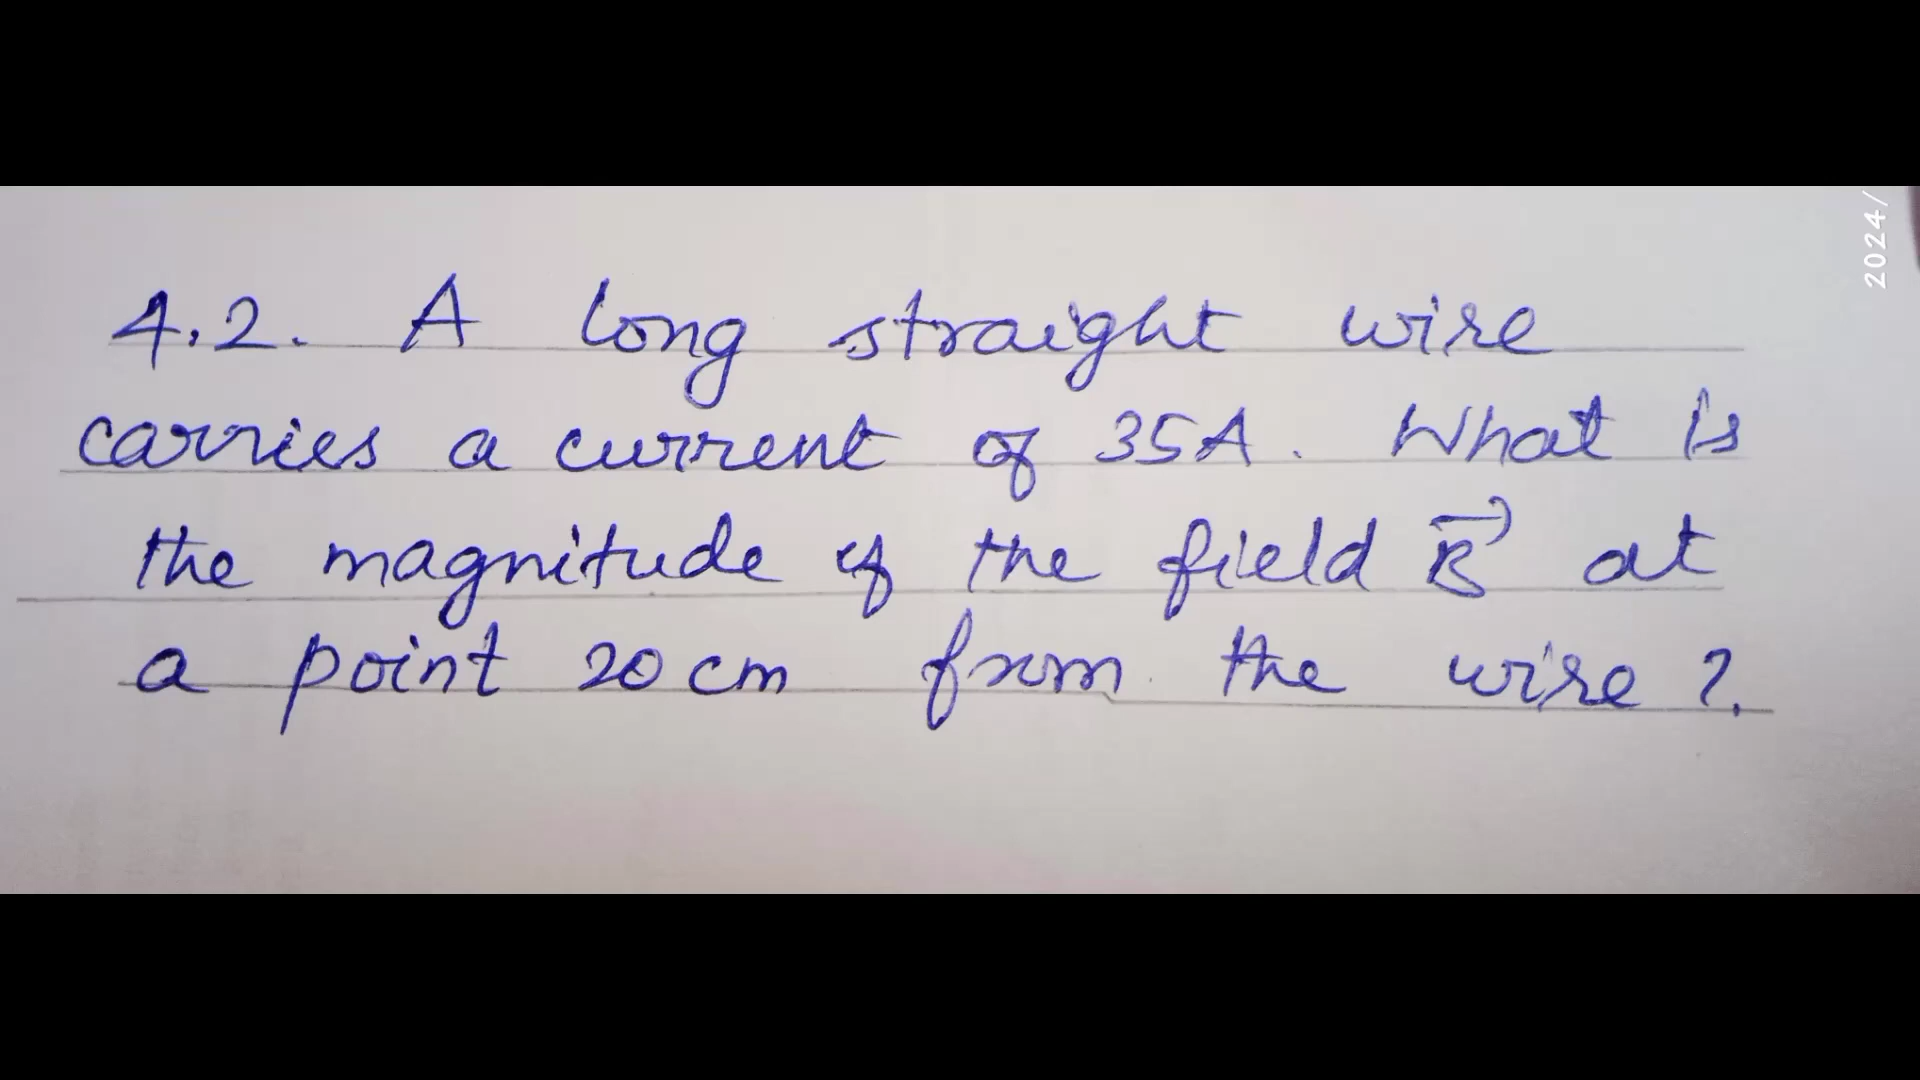 4.2. A long straight wire
carries a current of 35A. What is
the magnitude of the field B⃗ at
a point 20 cm from the wire ?.
2024/